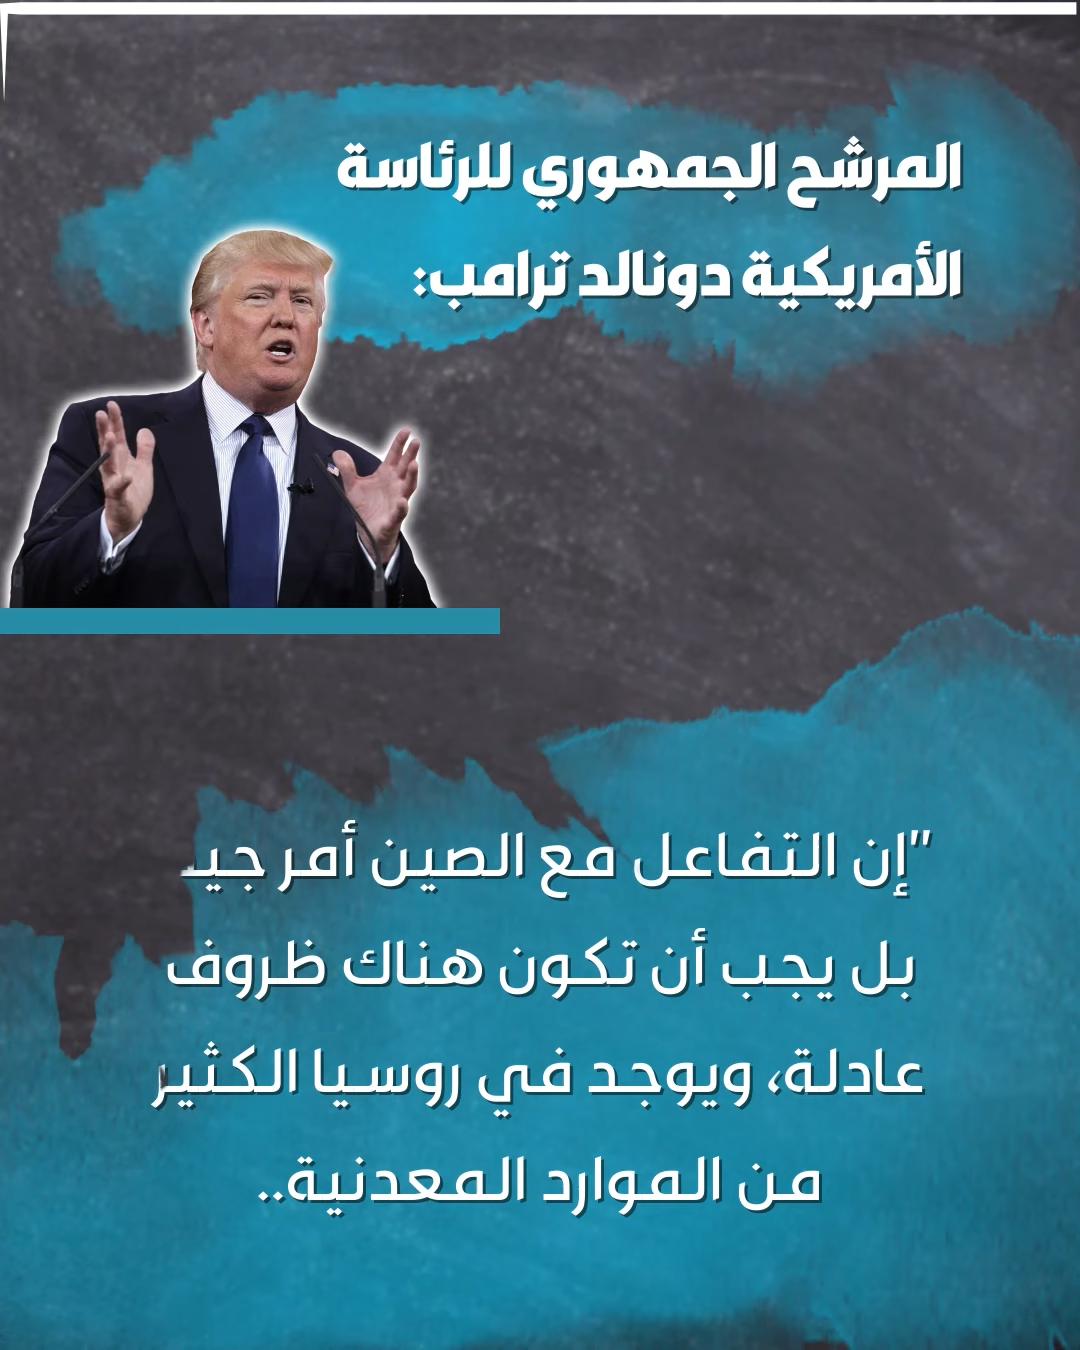 المرشح الجمهوري للرئاسة
الأمريكية دونالد ترامب:
"إن التفاعل مع الصين أمر
بل يجب أن تكون هناك ظروف
عادلة، ويوجد في روسيا الكثير
من الموارد المعدنية..